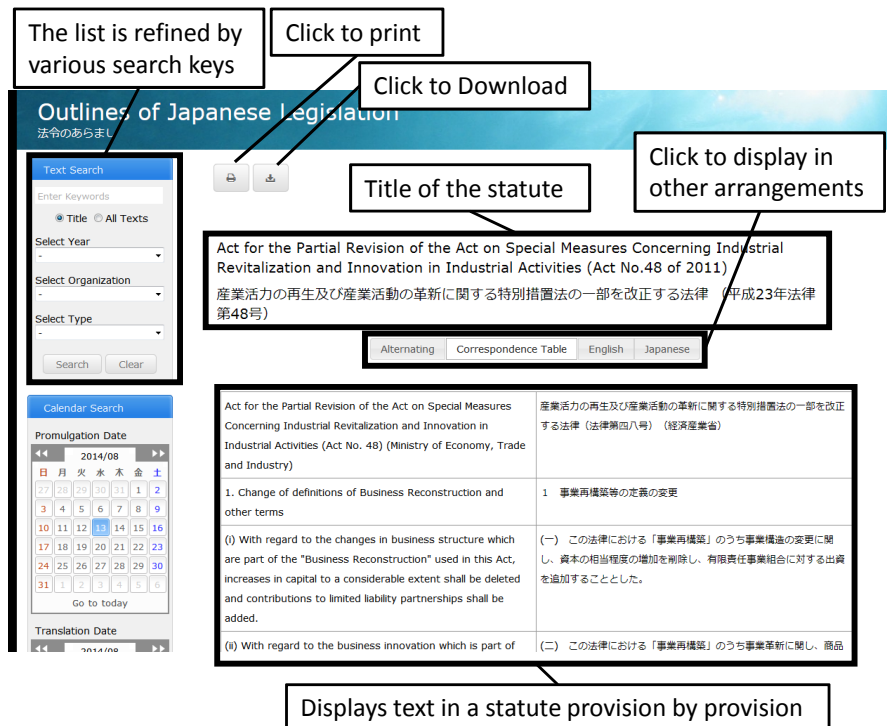 The list is refined by
various search keys
Click to print
Click to Download
Outlines of Japanese Legislation
法令のあらまし
Text Search
Enter Keywords
Title All Texts
Select Year
-
Select Organization
-
Select Type
-
Search Clear
Title of the statute
Click to display in
other arrangements
Act for the Partial Revision of the Act on Special Measures Concerning Industrial
Revitalization and Innovation in Industrial Activities (Act No.48 of 2011)
産業活力の再生及び産業活動の革新に関する特別措置法の一部を改正する法律 (平成23年法律
第48号)
Alternating Correspondence Table English Japanese
Calendar Search
Promulgation Date
2014/08
日 月 火 水 木 金 土
27 28 29 30 31 1 2
3 4 5 6 7 8 9
10 11 12 13 14 15 16
17 18 19 20 21 22 23
24 25 26 27 28 29 30
31 1 2 3 4 5 6
Go to today
Translation Date
2014/08
Act for the Partial Revision of the Act on Special Measures
Concerning Industrial Revitalization and Innovation in
Industrial Activities (Act No. 48) (Ministry of Economy, Trade
and Industry)
産業活力の再生及び産業活動の革新に関する特別措置法の一部を改正
する法律(法律第四八号)(経済産業省)
1. Change of definitions of Business Reconstruction and
other terms
1 事業再構築等の定義の変更
(i) With regard to the changes in business structure which
are part of the "Business Reconstruction" used in this Act,
increases in capital to a considerable extent shall be deleted
and contributions to limited liability partnerships shall be
added.
(一) この法律における「事業再構築」のうち事業構造の変更に関
し、資本の相当程度の増加を削除し、有限責任事業組合に対する出資
を追加することとした。
(ii) With regard to the business innovation which is part of
(二) この法律における「事業再構築」のうち事業革新に関し、商品
Displays text in a statute provision by provision